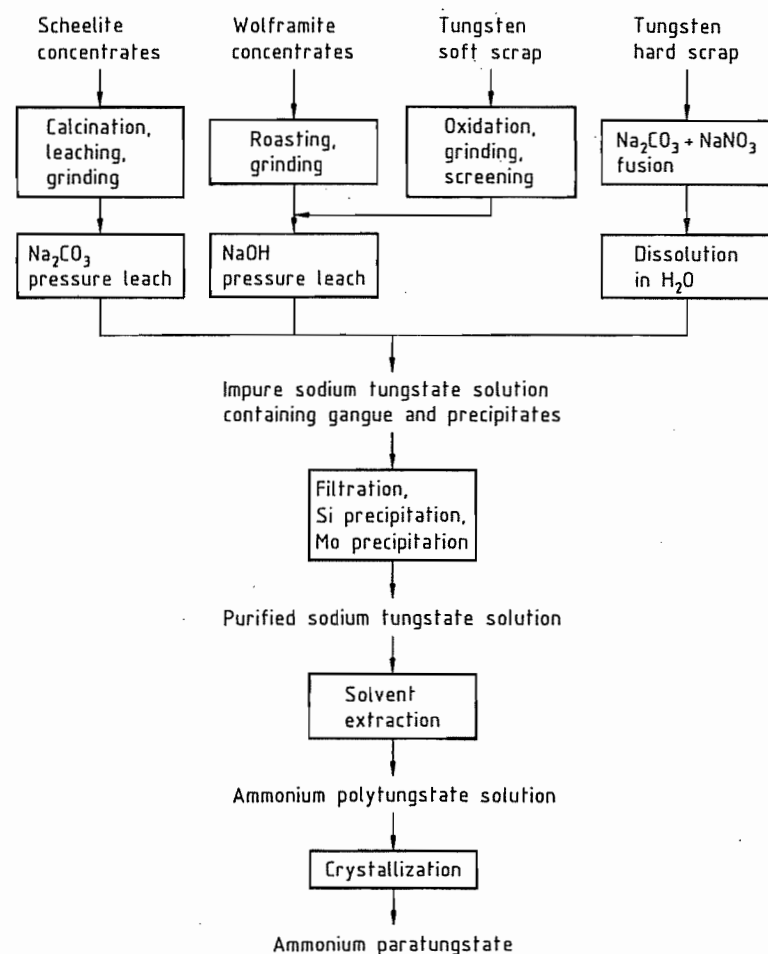 Scheelite
concentrates
Wolframite
concentrates
Tungsten
soft scrap
Tungsten
hard scrap
Calcination,
leaching,
grinding
Roasting,
grinding
Oxidation,
grinding,
screening
Na₂CO₃ + NaNO₃
fusion
Na₂CO₃
pressure leach
NaOH
pressure leach
Dissolution
in H₂O
Impure sodium tungstate solution
containing gangue and precipitates
Filtration,
Si precipitation,
Mo precipitation
Purified sodium tungstate solution
Solvent
extraction
Ammonium polytungstate solution
Crystallization
Ammonium paratungstate